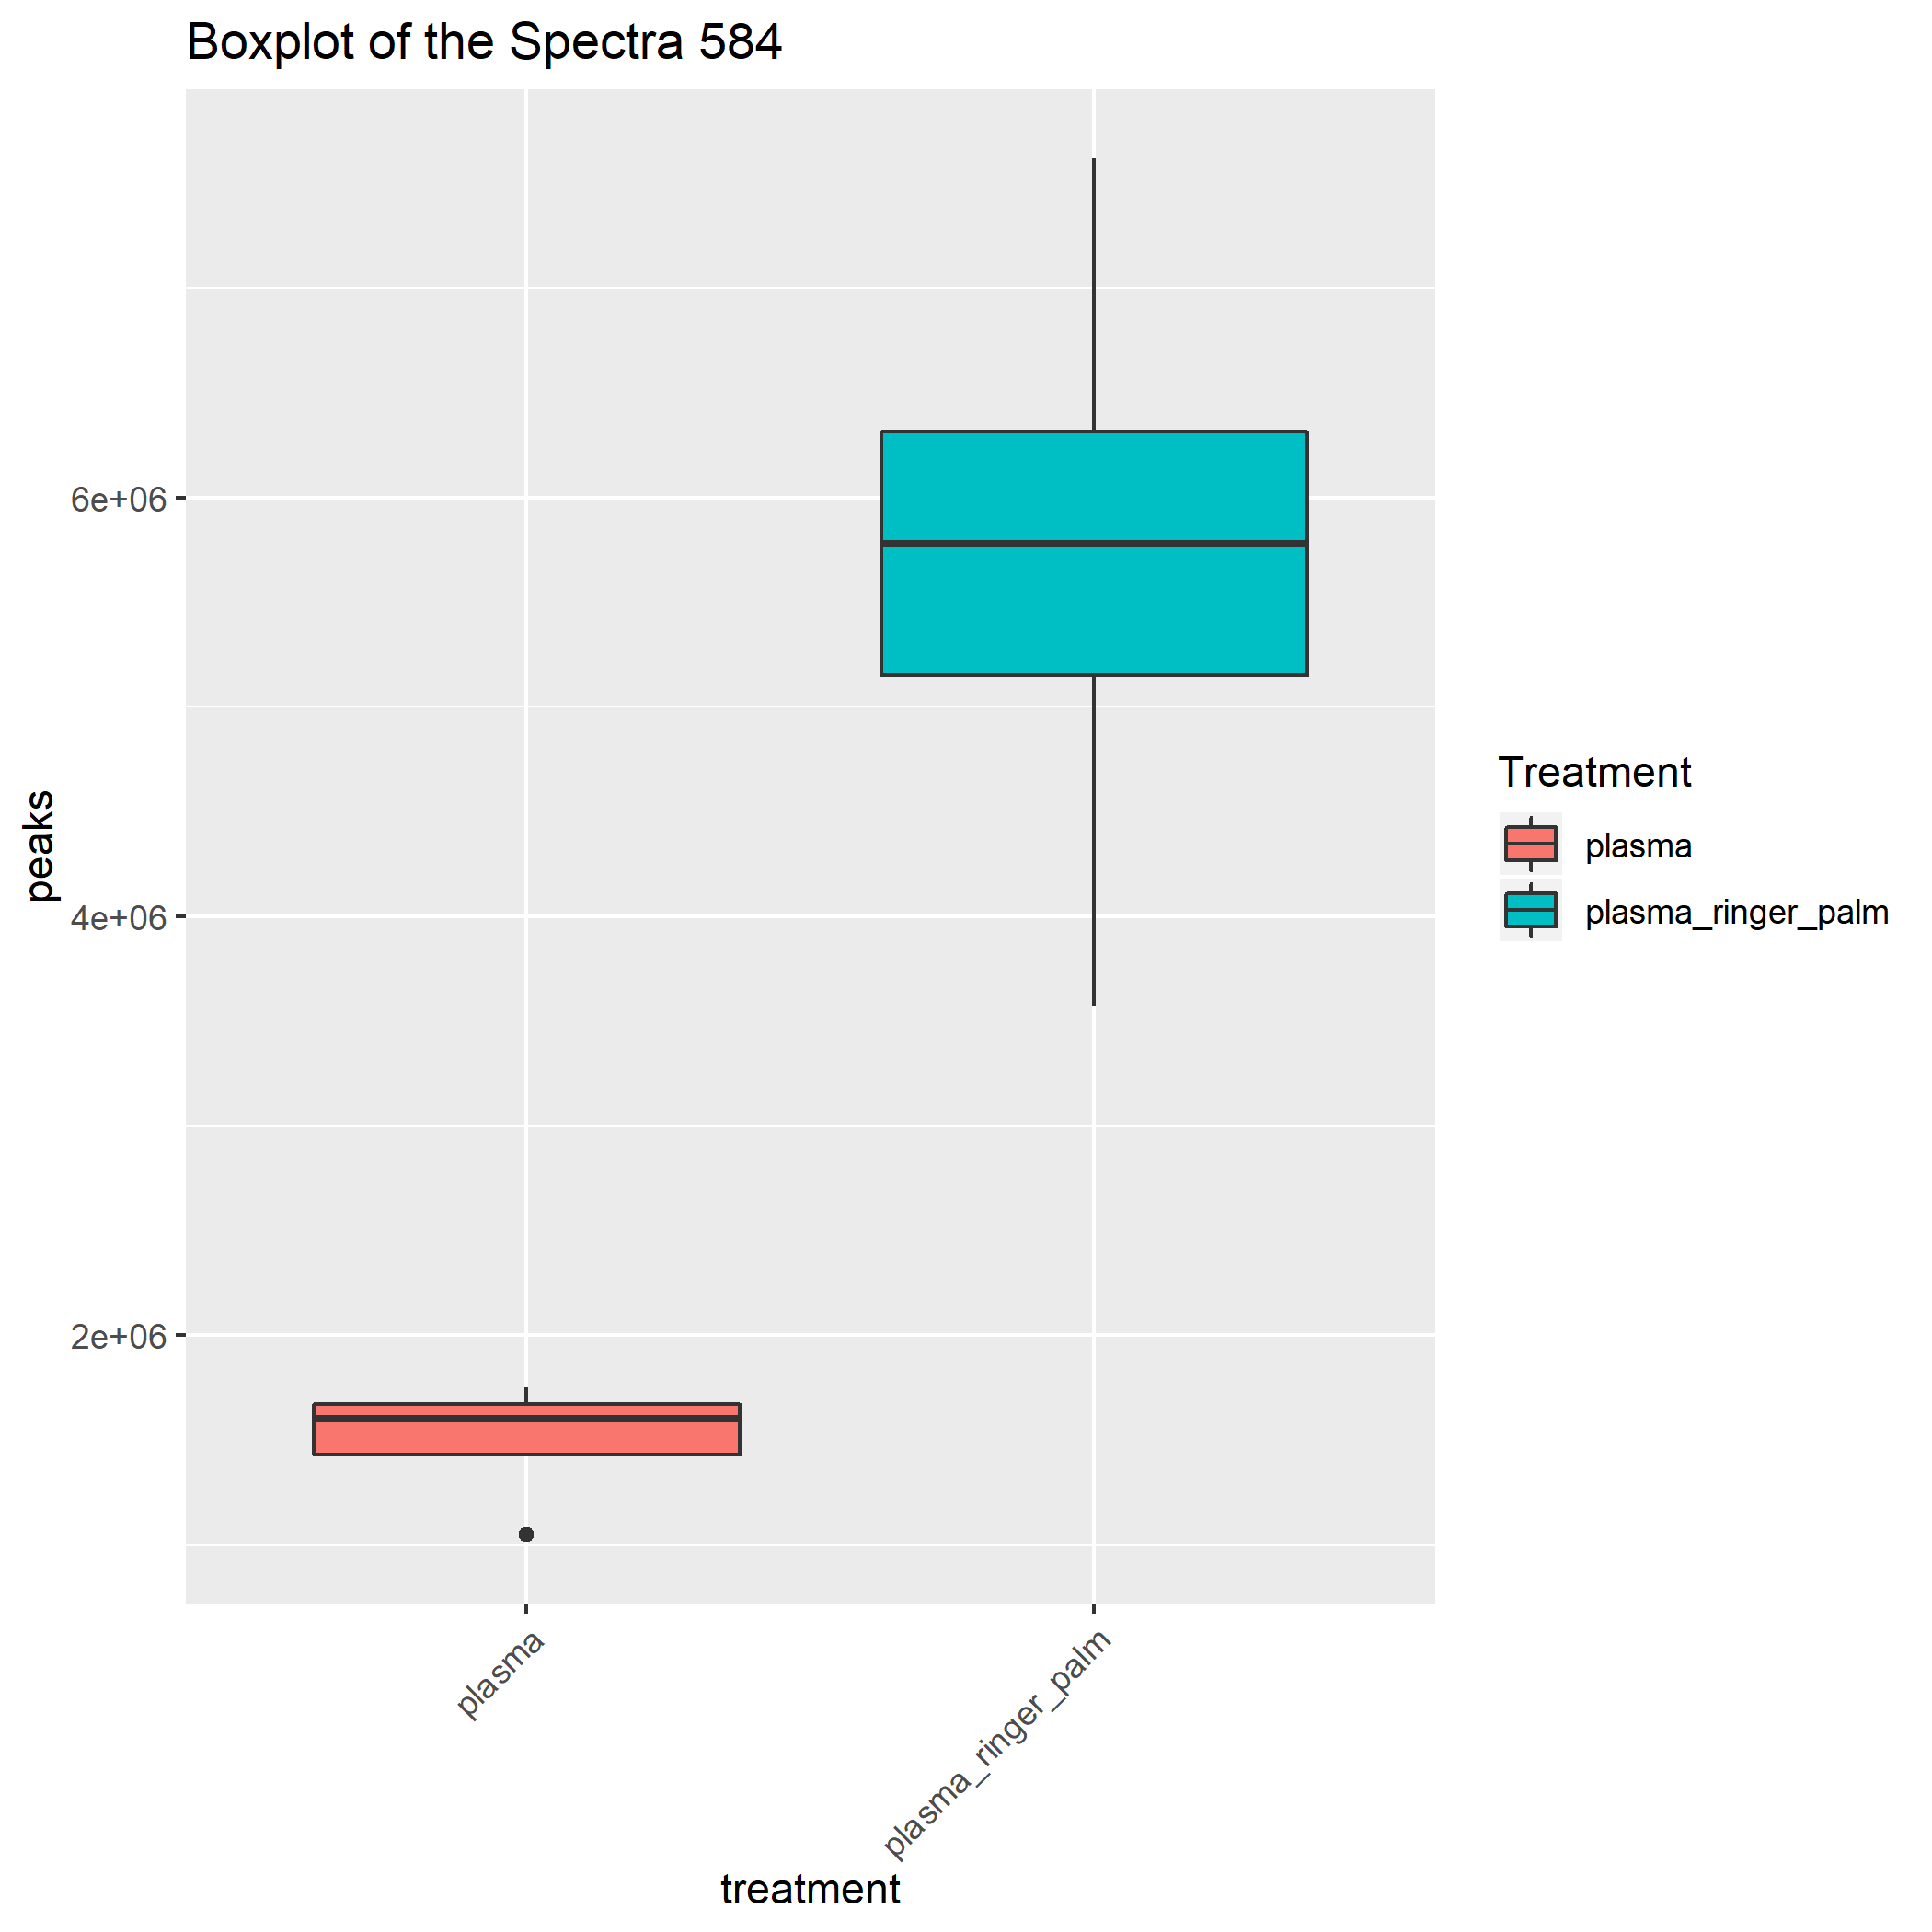 Boxplot of the Spectra 584
peaks
6e+06
4e+06
2e+06
plasma
plasma_ringer_palm
treatment
Treatment
plasma
plasma_ringer_palm